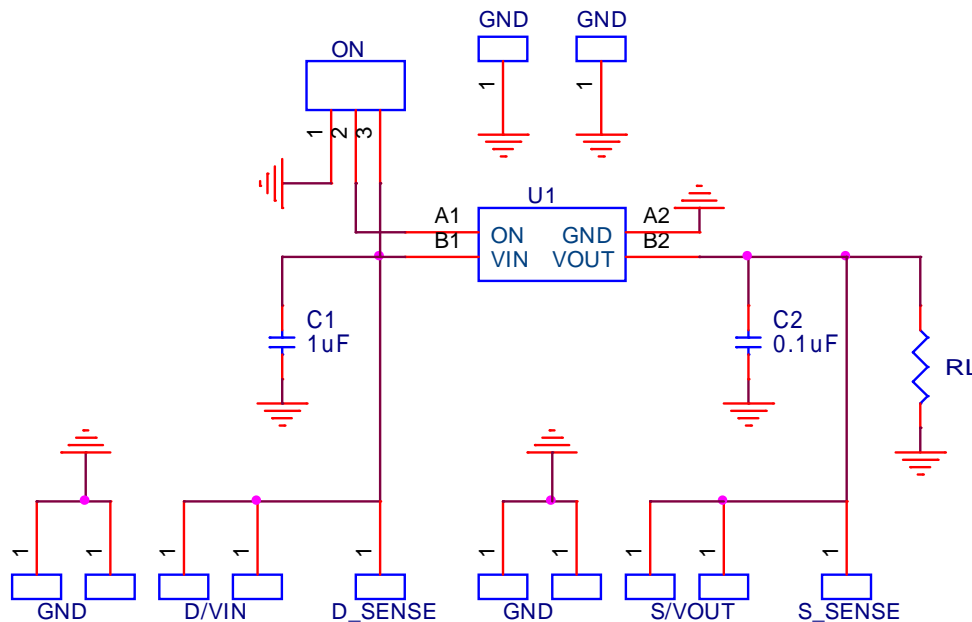 GND
GND
ON
1
1
1
2
3
U1
A1
A2
B1
B2
ON
GND
VIN
VOUT
C1
1uF
C2
0.1uF
RL
1
1
1
1
1
1
1
1
1
1
GND
D/VIN
D_SENSE
GND
S/VOUT
S_SENSE